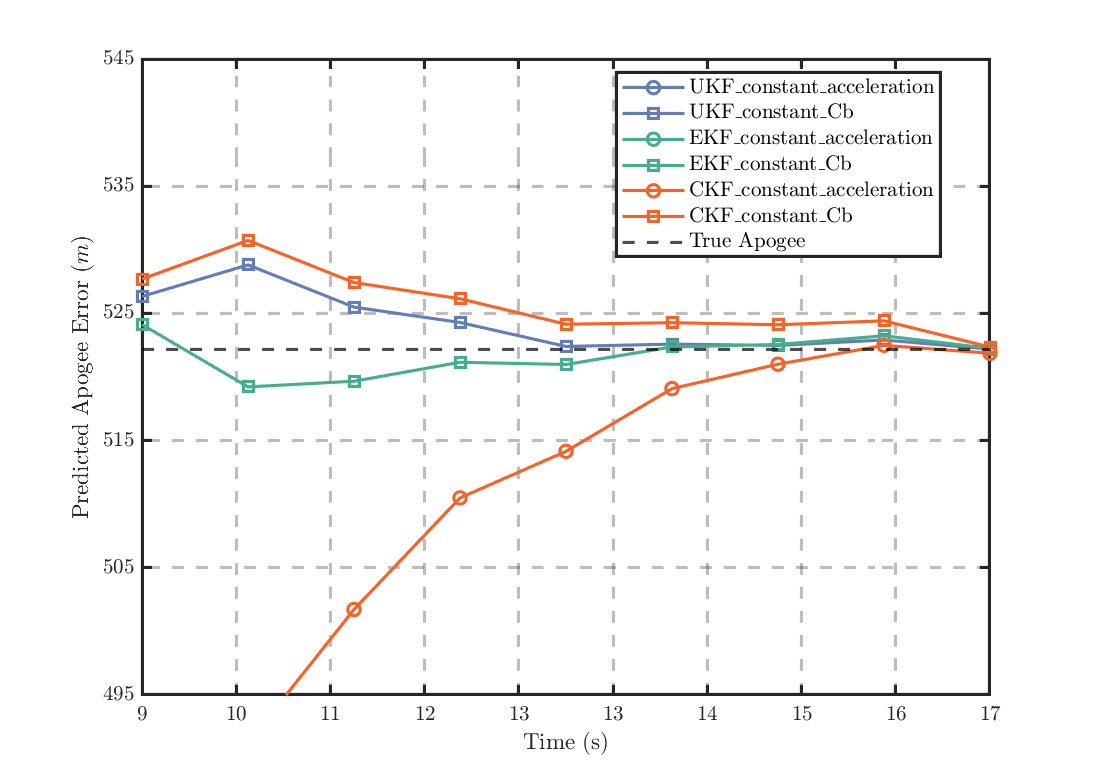 545
535
525
515
505
495
Predicted Apogee Error (m)
UKF_constant_acceleration
UKF_constant_Cb
EKF_constant_acceleration
EKF_constant_Cb
CKF_constant_acceleration
CKF_constant_Cb
True Apogee
9 10 11 12 13 13 14 15 16 17
Time (s)